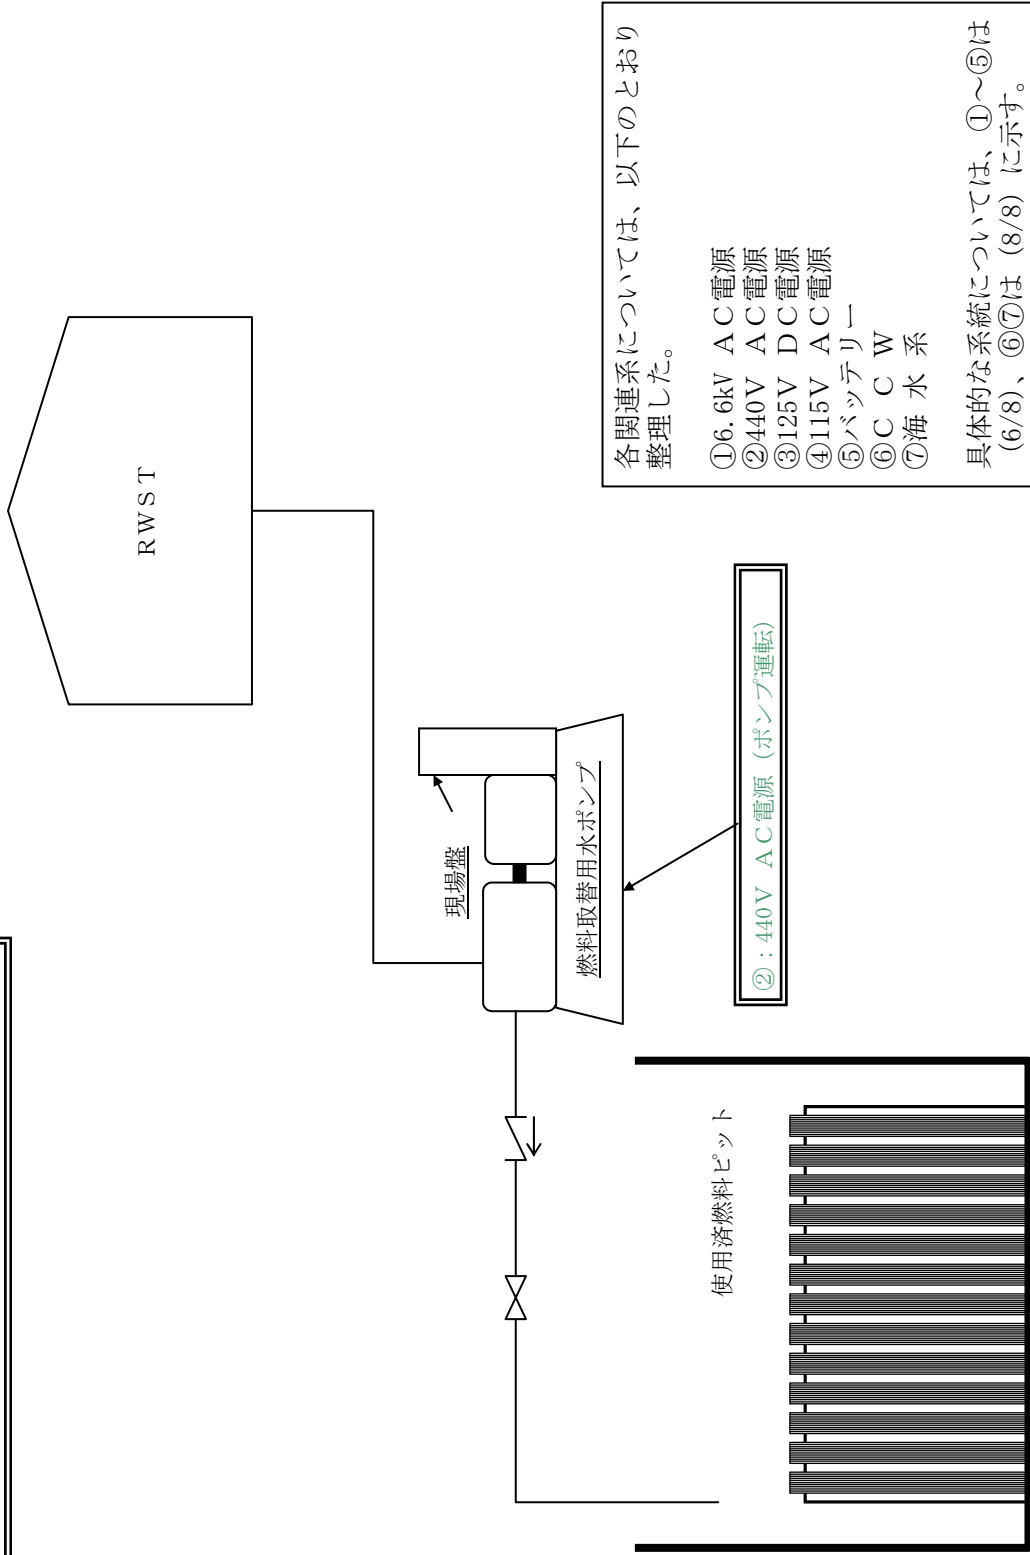 RWST
現場盤
燃料取替用水ポンプ
②：440V AC電源（ポンプ運転）
使用済燃料ピット
各関連系については、以下のとおり
整理した。
①6.6kV AC電源
②440V AC電源
③125V DC電源
④115V AC電源
⑤バッテリー
⑥C C W
⑦海 水 系
具体的な系統については、①～⑤は
(6/8)、⑥⑦は (8/8) に示す。